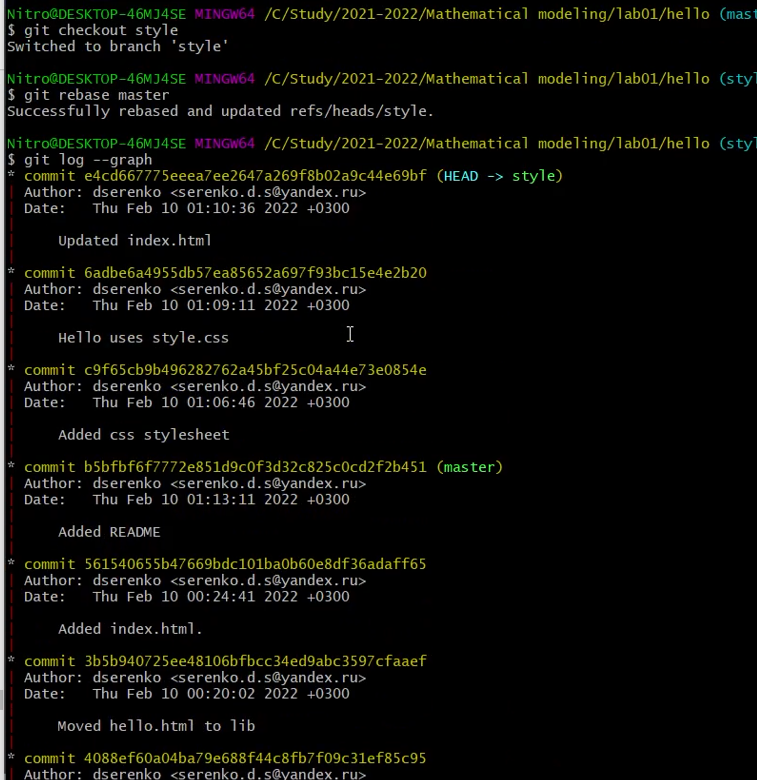 Nitro@DESKTOP-46MJ4SE MINGW64 /C/Study/2021-2022/Mathematical modeling/lab01/hello (mast
$ git checkout style
Switched to branch 'style'
Nitro@DESKTOP-46MJ4SE MINGW64 /C/Study/2021-2022/Mathematical modeling/lab01/hello (styl
$ git rebase master
Successfully rebased and updated refs/heads/style.
Nitro@DESKTOP-46MJ4SE MINGW64 /C/Study/2021-2022/Mathematical modeling/lab01/hello (styl
$ git log --graph
* commit e4cd667775eeea7ee2647a269f8b02a9c44e69bf (HEAD -> style)
| Author: dserenko <serenko.d.s@yandex.ru>
| Date:   Thu Feb 10 01:10:36 2022 +0300
|
|     Updated index.html
|
* commit 6adbe6a4955db57ea85652a697f93bc15e4e2b20
| Author: dserenko <serenko.d.s@yandex.ru>
| Date:   Thu Feb 10 01:09:11 2022 +0300
|
|     Hello uses style.css
|
* commit c9f65cb9b496282762a45bf25c04a44e73e0854e
| Author: dserenko <serenko.d.s@yandex.ru>
| Date:   Thu Feb 10 01:06:46 2022 +0300
|
|     Added css stylesheet
|
* commit b5bfbf6f7772e851d9c0f3d32c825c0cd2f2b451 (master)
| Author: dserenko <serenko.d.s@yandex.ru>
| Date:   Thu Feb 10 01:13:11 2022 +0300
|
|     Added README
|
* commit 561540655b47669bdc101ba0b60e8df36adaff65
| Author: dserenko <serenko.d.s@yandex.ru>
| Date:   Thu Feb 10 00:24:41 2022 +0300
|
|     Added index.html.
|
* commit 3b5b940725ee48106bfbcc34ed9abc3597cfaaef
| Author: dserenko <serenko.d.s@yandex.ru>
| Date:   Thu Feb 10 00:20:02 2022 +0300
|
|     Moved hello.html to lib
|
* commit 4088ef60a04ba79e688f44c8fb7f09c31ef85c95
| Author: dserenko <serenko.d.s@yandex.ru>